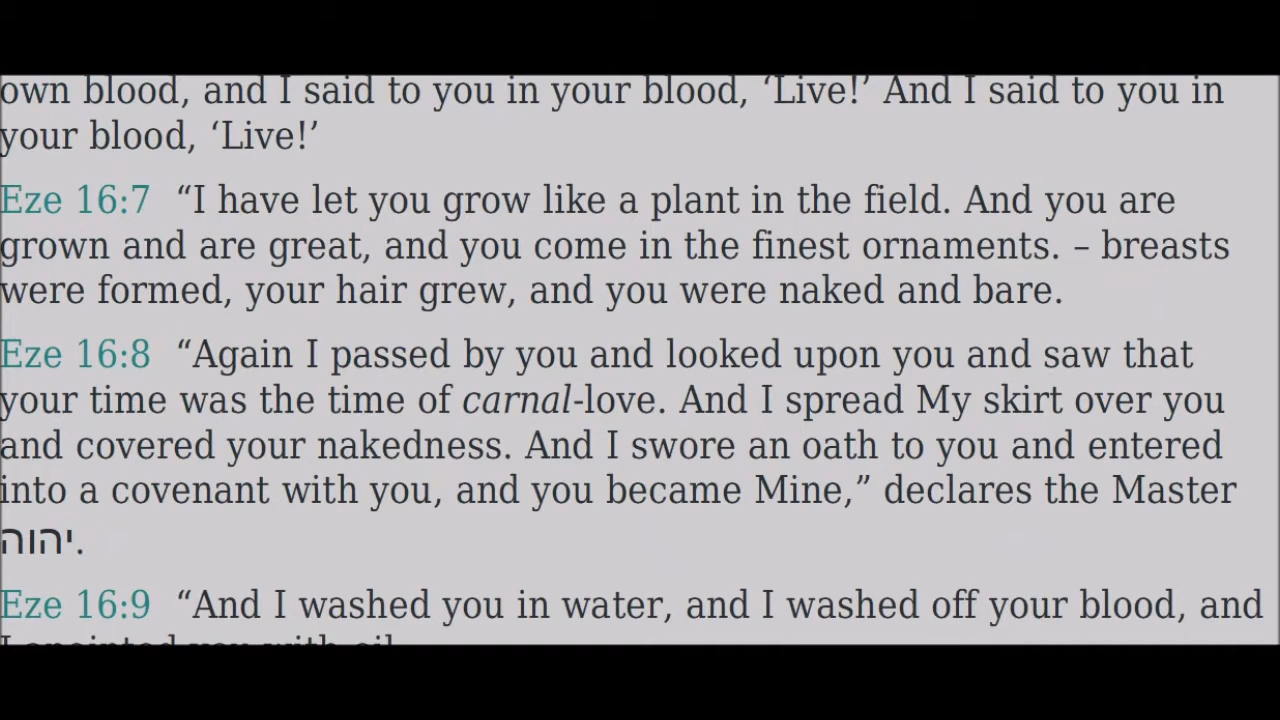 own blood, and I said to you in your blood, ‘Live!’ And I said to you in
your blood, ‘Live!’
Eze 16:7 “I have let you grow like a plant in the field. And you are
grown and are great, and you come in the finest ornaments. – breasts
were formed, your hair grew, and you were naked and bare.
Eze 16:8 “Again I passed by you and looked upon you and saw that
your time was the time of carnal-love. And I spread My skirt over you
and covered your nakedness. And I swore an oath to you and entered
into a covenant with you, and you became Mine,” declares the Master
יהוה.
Eze 16:9 “And I washed you in water, and I washed off your blood, and
I anointed you with oil